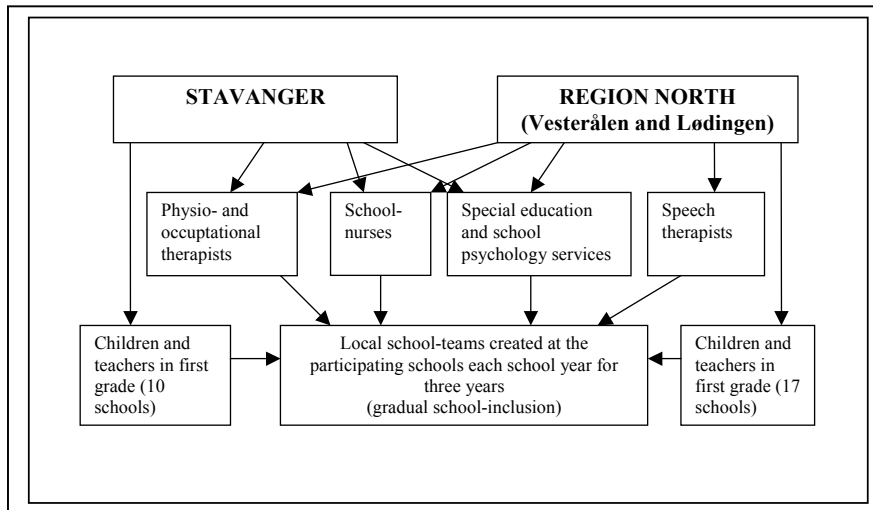 STAVANGER
REGION NORTH
(Vesterålen and Lødingen)
Physio- and
occuptational
therapists
School-
nurses
Special education
and school
psychology services
Speech
therapists
Children and
teachers in first
grade (10
schools)
Local school-teams created at the
participating schools each school year for
three years
(gradual school-inclusion)
Children and
teachers in
first grade (17
schools)